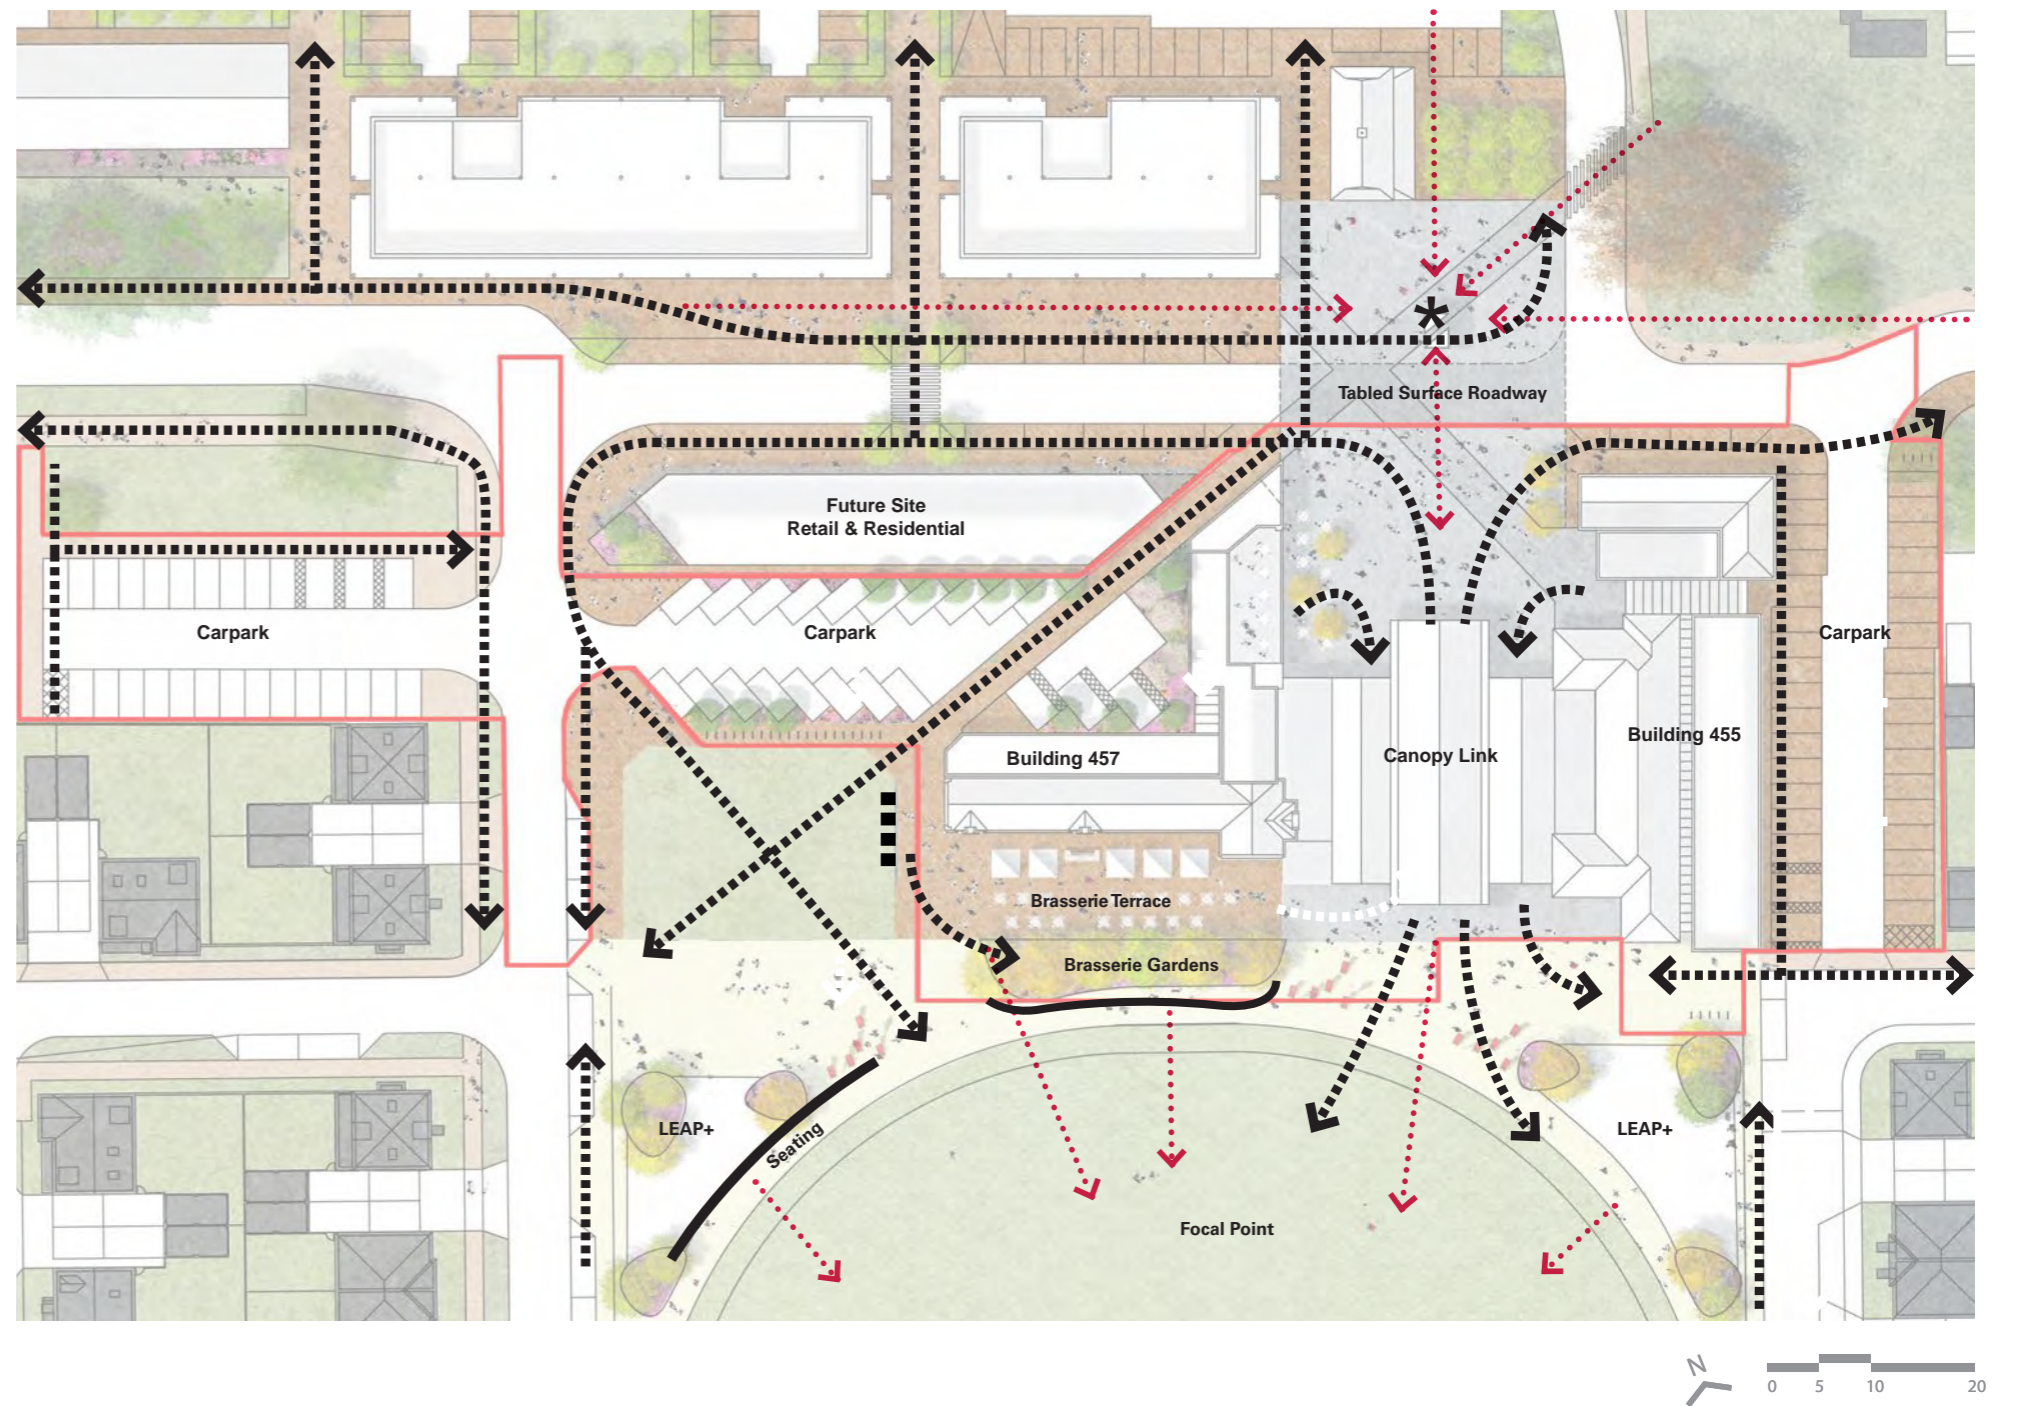 Tabled Surface Roadway
Future Site
Retail & Residential
Carpark
Carpark
Carpark
Building 457
Canopy Link
Building 455
Brasserie Terrace
Brasserie Gardens
LEAP+
Seating
LEAP+
Focal Point
N
0 5 10 20